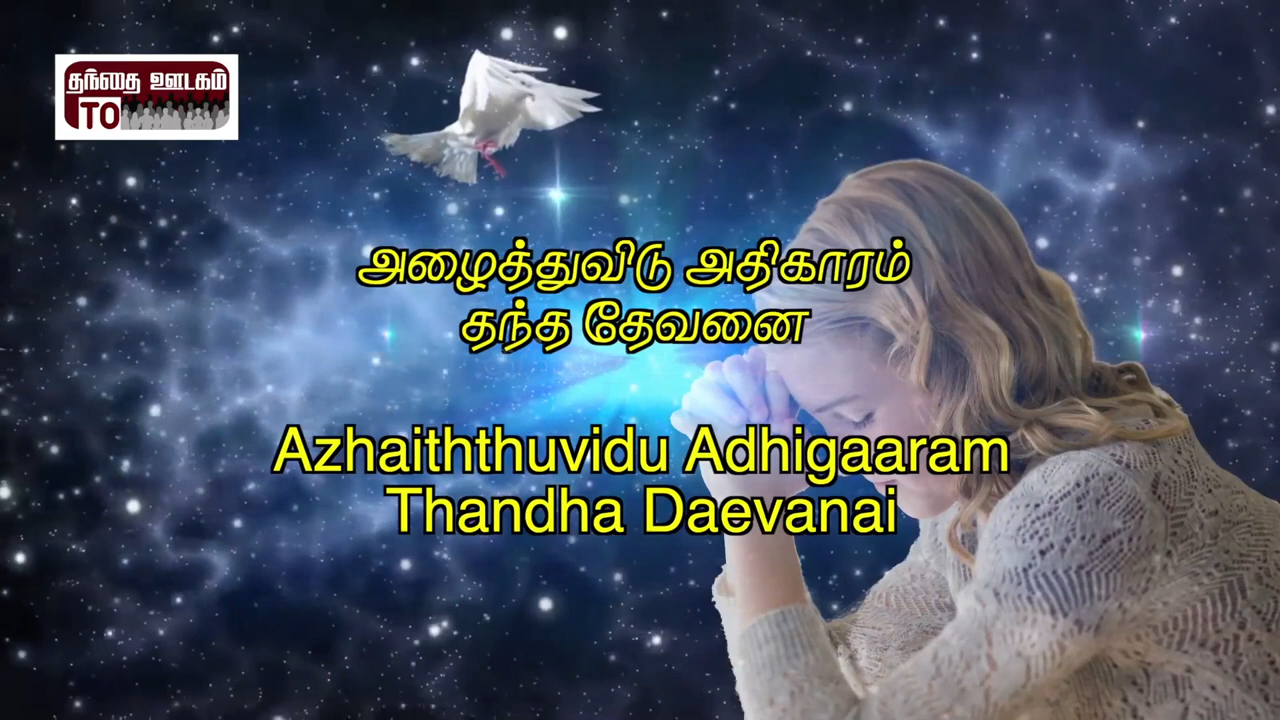 தந்தை ஊடகம்
TO
அழைத்துவிடு அதிகாரம்
தந்த தேவனை
Azhaiththuvidu Adhigaaram
Thandha Daevanai